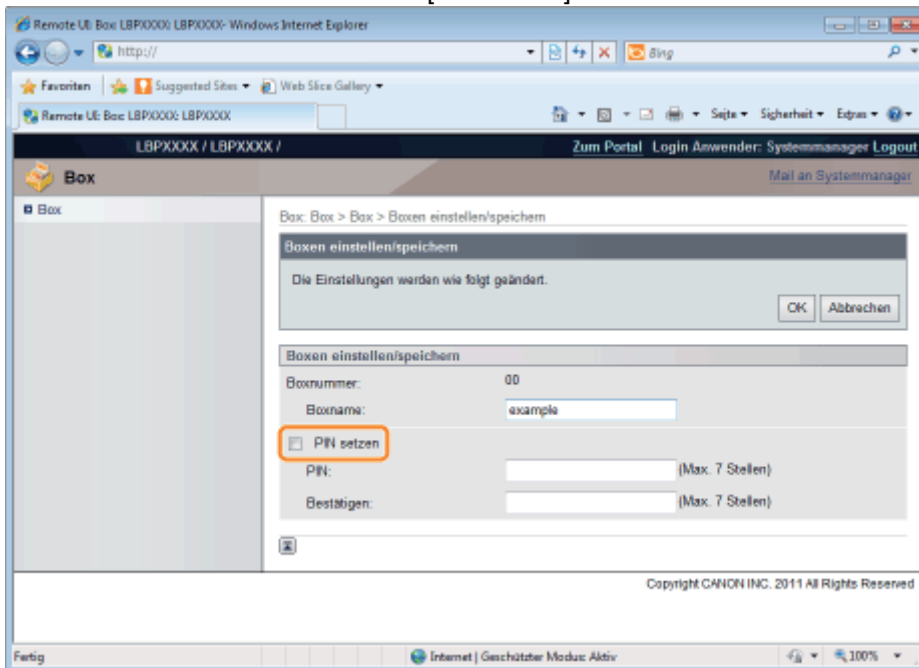 Remote UI: Box: LBPXXXX: LBPXXXX - Windows Internet Explorer
http://
Bing
Favoriten Suggested Sites Web Slice Gallery
Remote UI: Box: LBPXXXX: LBPXXXX
Seite Sicherheit Extras
LBPXXXX / LBPXXXX /
Zum Portal Login Anwender: Systemmanager Logout
Box
Mail an Systemmanager
Box
Box: Box > Box > Boxen einstellen/speichern
Boxen einstellen/speichern
Die Einstellungen werden wie folgt geändert.
OK Abbrechen
Boxen einstellen/speichern
Boxnummer: 00
Boxname: example
PIN setzen
PIN: (Max. 7 Stellen)
Bestätigen: (Max. 7 Stellen)
Copyright CANON INC. 2011 All Rights Reserved
Fertig Internet | Geschützter Modus: Aktiv 100%